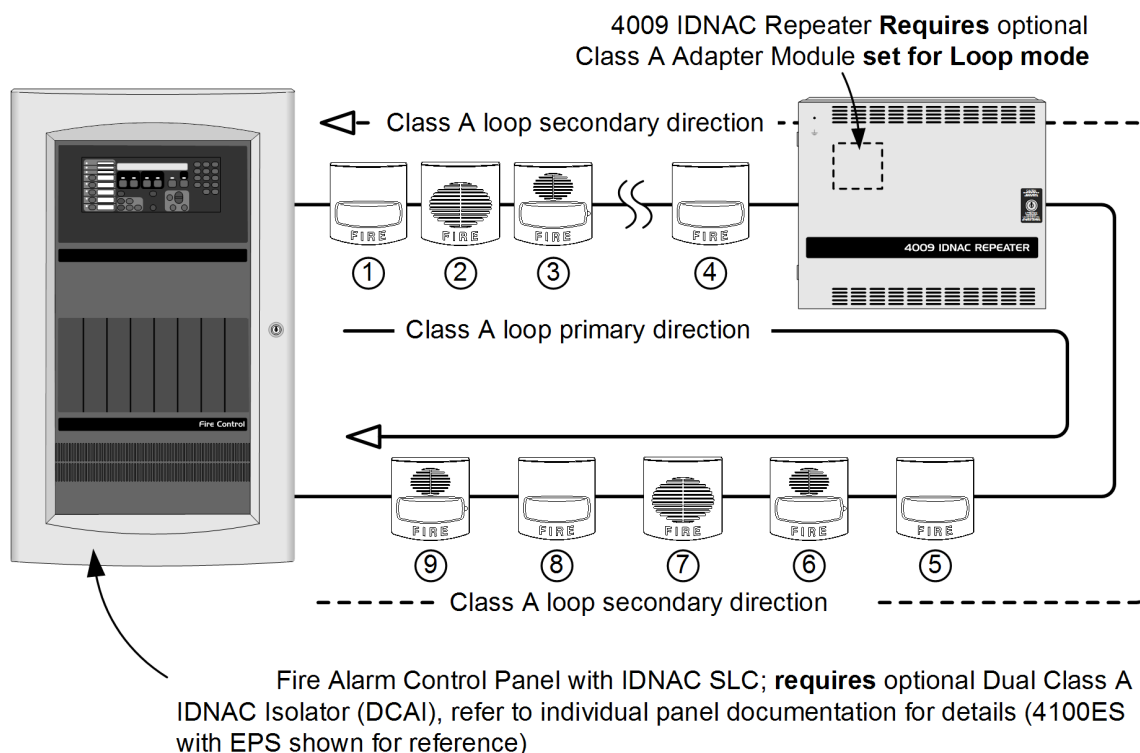 4009 IDNAC Repeater Requires optional
Class A Adapter Module set for Loop mode
Class A loop secondary direction
FIRE
FIRE
FIRE
FIRE
1
2
3
4
4009 IDNAC REPEATER
Class A loop primary direction
Fire Control
FIRE
FIRE
FIRE
FIRE
FIRE
9
8
7
6
5
Class A loop secondary direction
Fire Alarm Control Panel with IDNAC SLC; requires optional Dual Class A
IDNAC Isolator (DCAI), refer to individual panel documentation for details (4100ES
with EPS shown for reference)